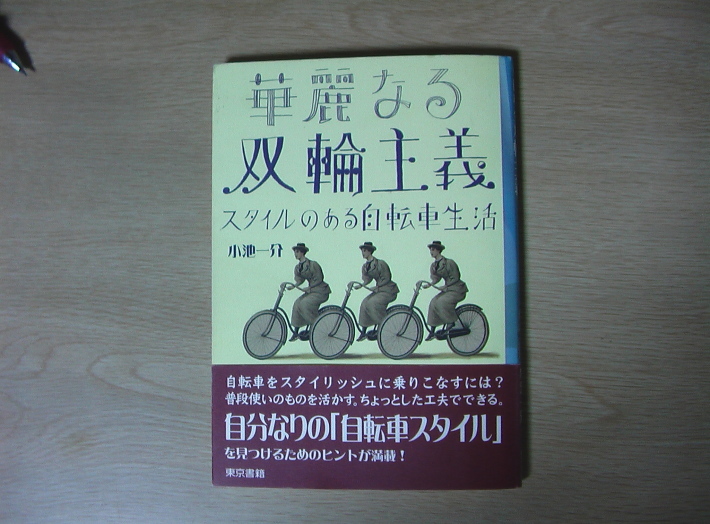 華麗なる
双輪主義
スタイルのある自転車生活
小池一介
自転車をスタイリッシュに乗りこなすには？
普段使いのものを活かす。ちょっとした工夫でできる。
自分なりの「自転車スタイル」
を見つけるためのヒントが満載！
東京書籍